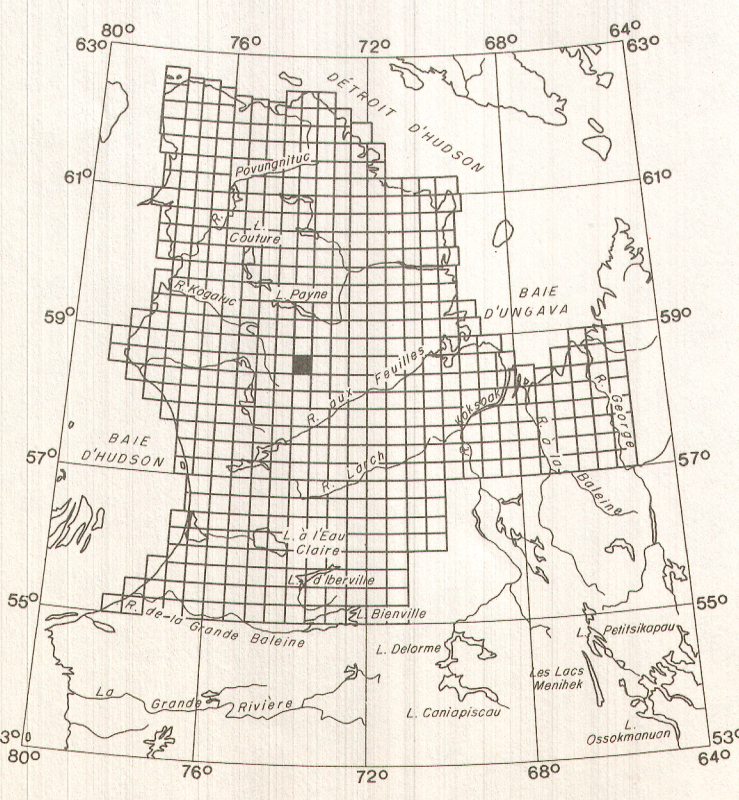 80°
76°
72°
68°
64°
63°
63°
DÉTROIT D'HUDSON
Povungnituc
R.
61°
61°
L.
Couture
R. Kogaluc
L. Payne
BAIE
D'UNGAVA
59°
59°
R. aux Feuilles
Koksoak
R. George
R. à la
Baleine
BAIE
D'HUDSON
57°
57°
R. Larch
L. à l'Eau
Claire
L. d'Iberville
55°
55°
R. de-la Grande Baleine
L. Bienville
L. Delorme
L. Petitsikapau
Les Lacs
Menihek
La Grande Rivière
L. Caniapiscau
L.
Ossokmanuan
3°
53°
80°
76°
72°
68°
64°